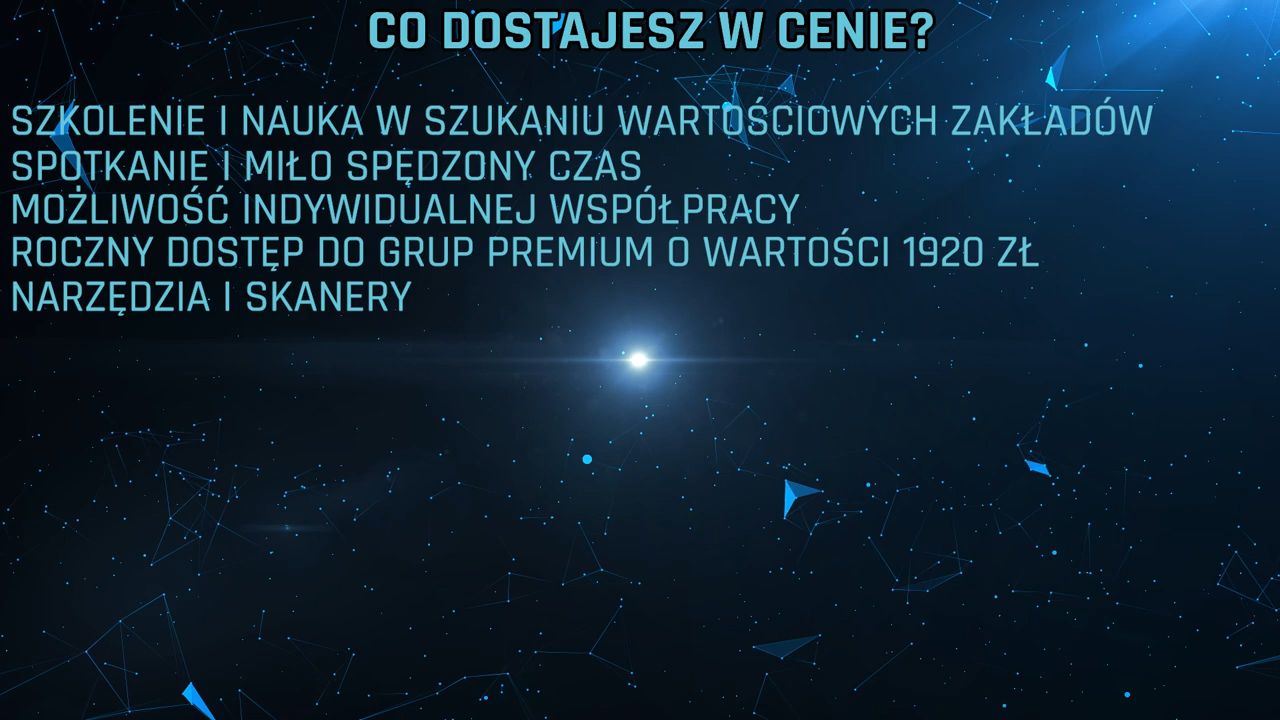 CO DOSTAJESZ W CENIE?
SZKOLENIE I NAUKA W SZUKANIU WARTOŚCIOWYCH ZAKŁADÓW
SPOTKANIE I MIŁO SPĘDZONY CZAS
MOŻLIWOŚĆ INDYWIDUALNEJ WSPÓŁPRACY
ROCZNY DOSTĘP DO GRUP PREMIUM O WARTOŚCI 1920 ZŁ
NARZĘDZIA I SKANERY